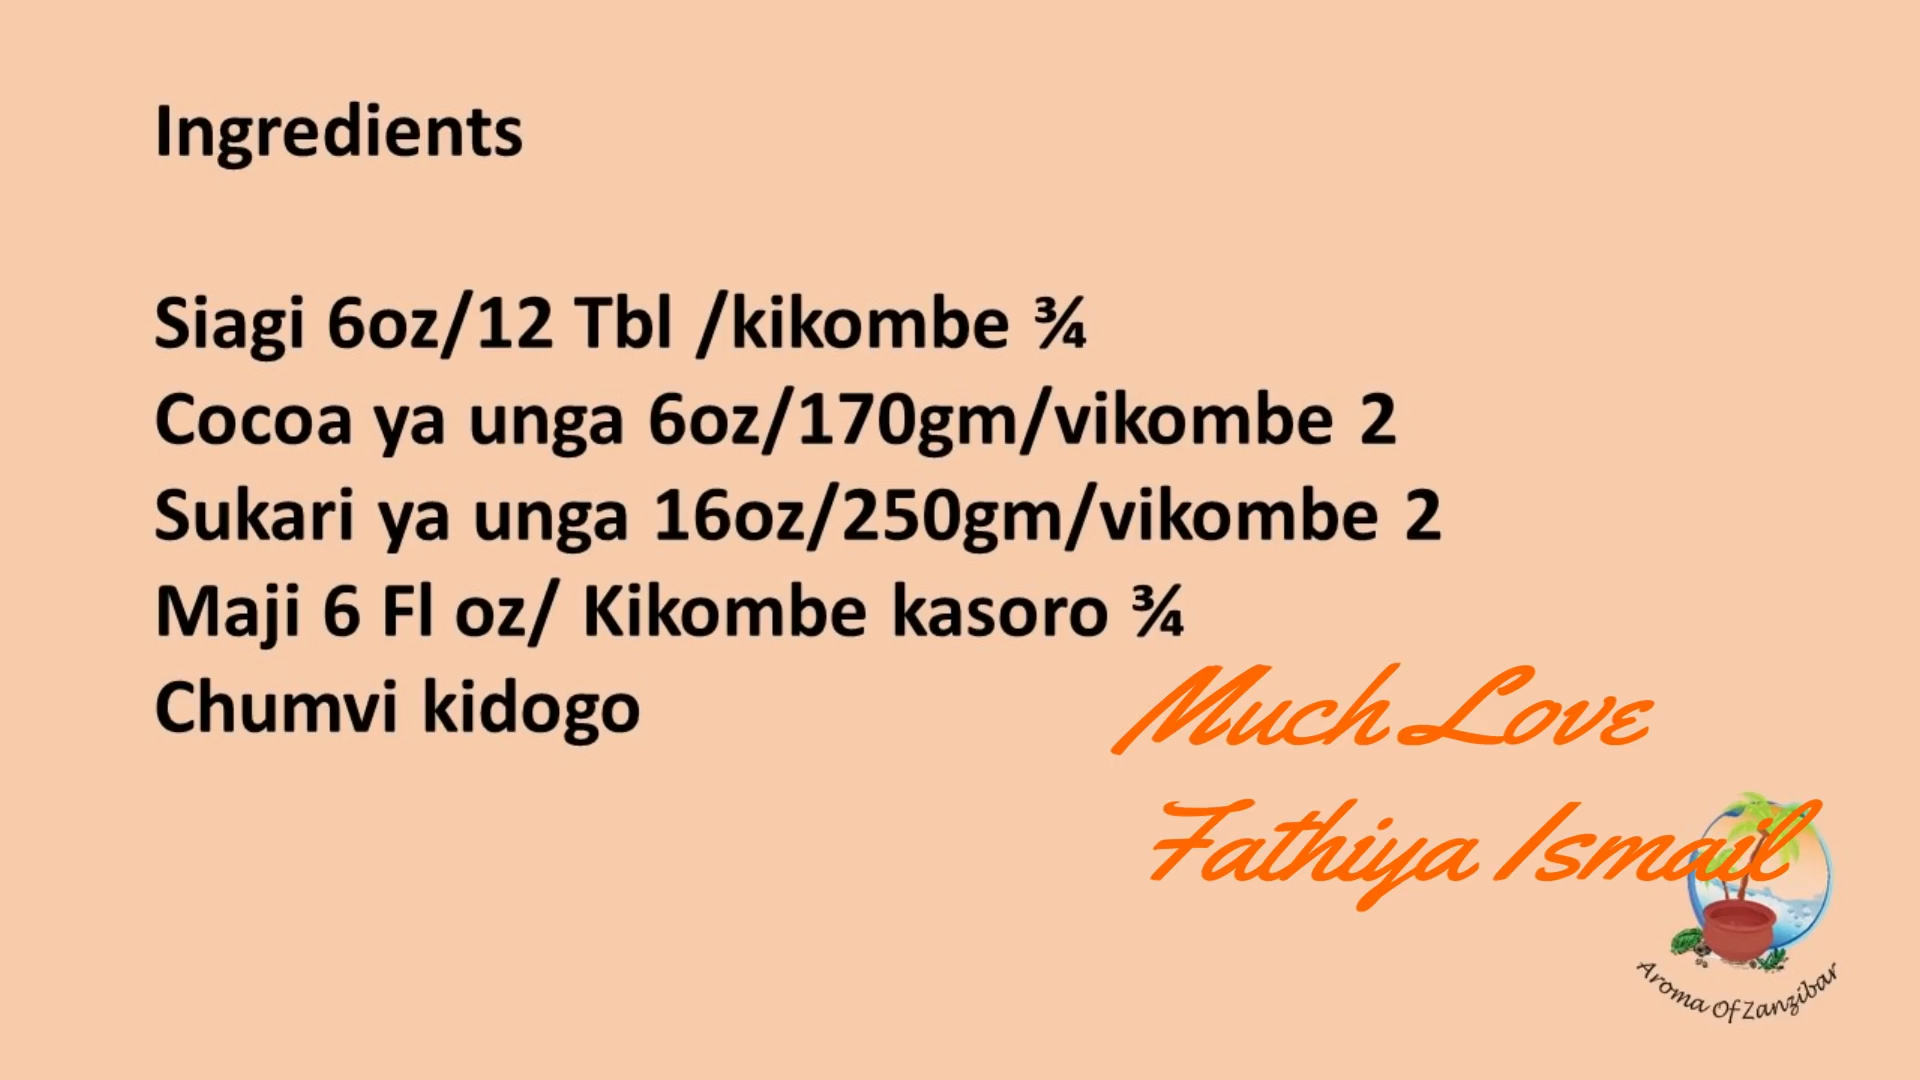 Ingredients
Siagi 6oz/12 Tbl /kikombe ¾
Cocoa ya unga 6oz/170gm/vikombe 2
Sukari ya unga 16oz/250gm/vikombe 2
Maji 6 Fl oz/ Kikombe kasoro ¾
Chumvi kidogo
Much Love
Fathiya Ismail
Aroma Of Zanzibar